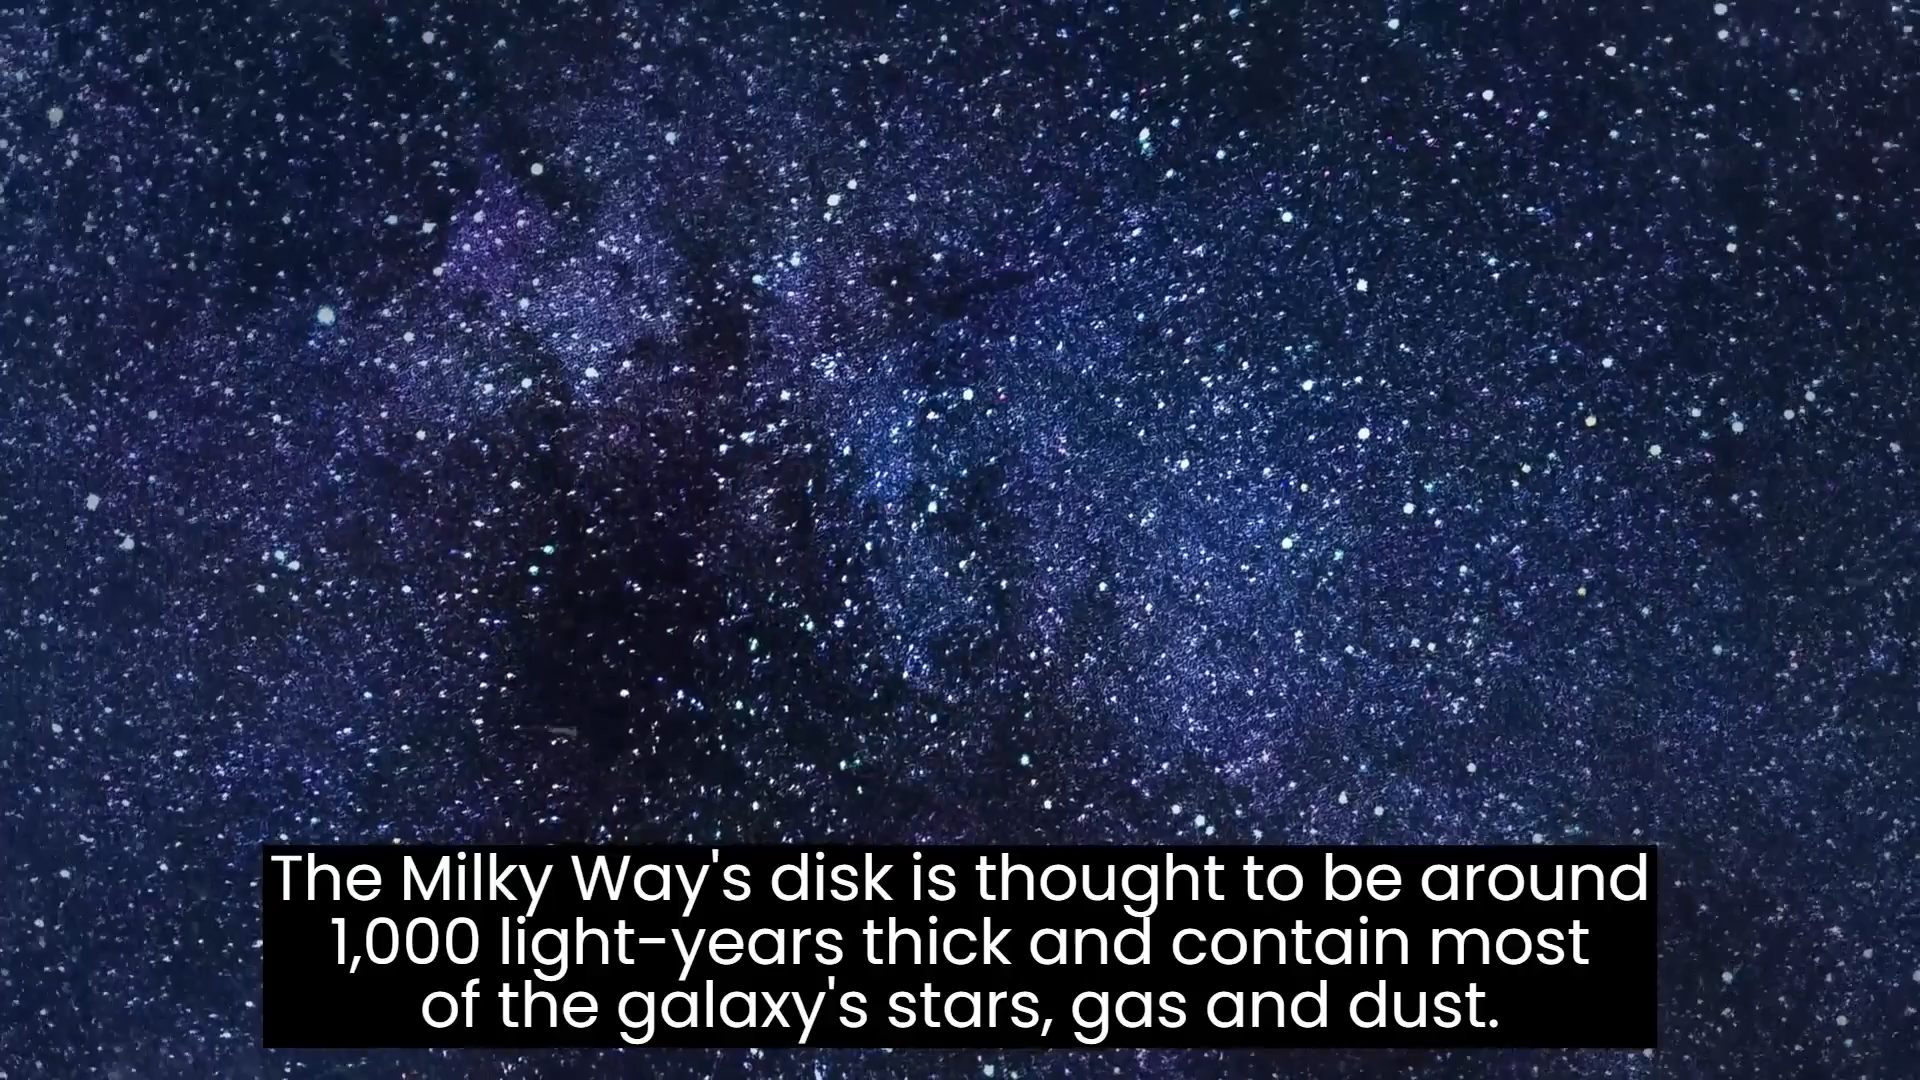 The Milky Way's disk is thought to be around
1,000 light-years thick and contain most
of the galaxy's stars, gas and dust.